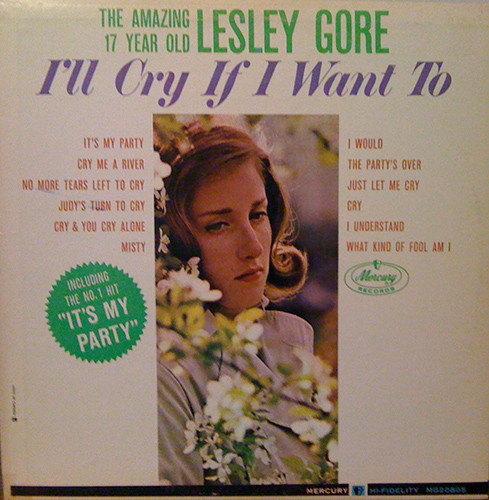 THE AMAZING
17 YEAR OLD
LESLEY GORE
I'll Cry If I Want To
IT'S MY PARTY
CRY ME A RIVER
NO MORE TEARS LEFT TO CRY
JUDY'S TURN TO CRY
CRY & YOU CRY ALONE
MISTY
I WOULD
THE PARTY'S OVER
JUST LET ME CRY
CRY
I UNDERSTAND
WHAT KIND OF FOOL AM I
Mercury
RECORDS
INCLUDING
THE NO. 1 HIT
"IT'S MY
PARTY"
MERCURY HI-FIDELITY MG20805